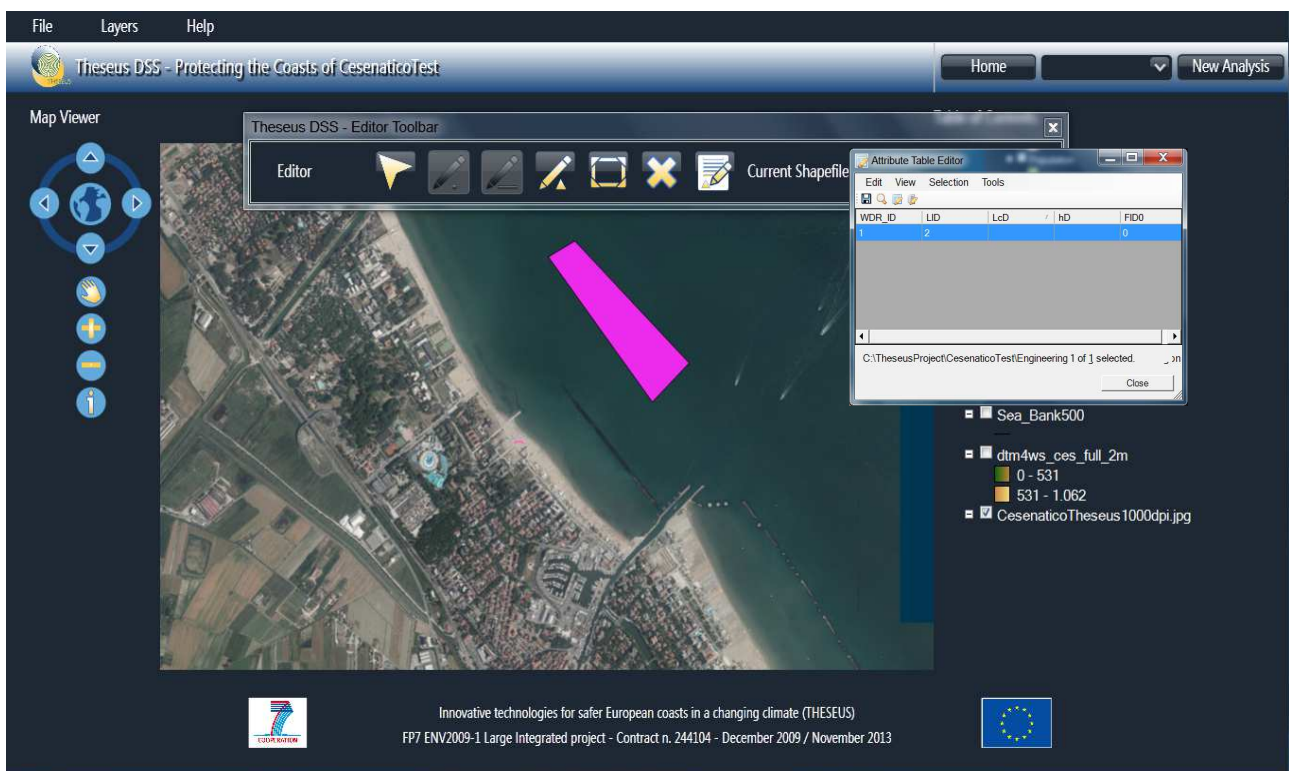 File Layers Help
Theseus DSS - Protecting the Coasts of CesenaticoTest
Home New Analysis
Map Viewer
Table of Contents
Theseus DSS - Editor Toolbar
Editor
Current Shapefile
Attribute Table Editor
Edit View Selection Tools
WDR_ID LID LcD / hD FID0
1 2 0
C:\TheseusProject\CesenaticoTest\Engineering 1 of 1 selected.
Close
Sea_Bank500
dtm4ws_ces_full_2m
0 - 531
531 - 1.062
CesenaticoTheseus1000dpi.jpg
COOPERATION
Innovative technologies for safer European coasts in a changing climate (THESEUS)
FP7 ENV2009-1 Large Integrated project - Contract n. 244104 - December 2009 / November 2013